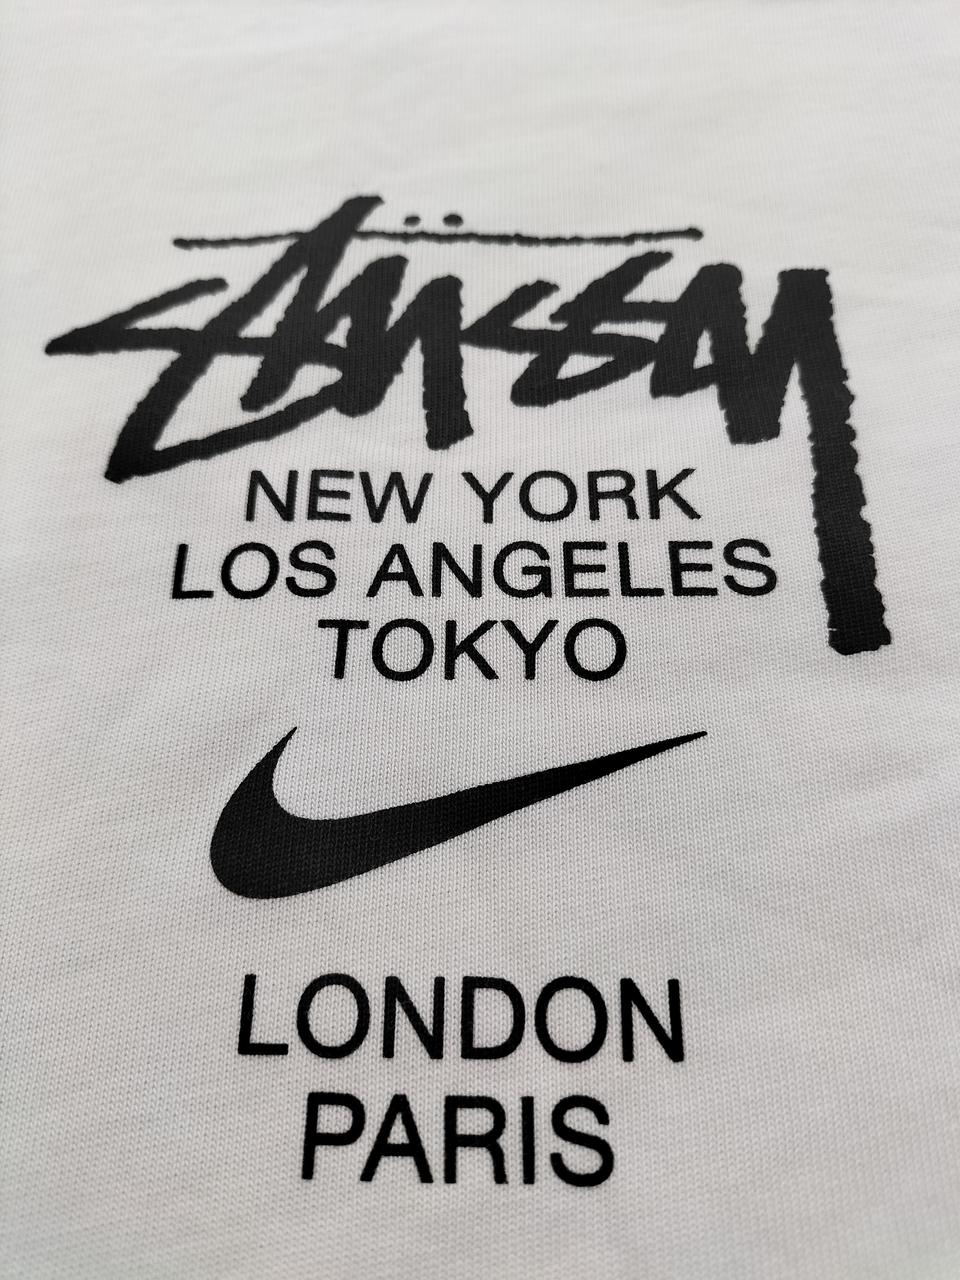 Stüssy
NEW YORK
LOS ANGELES
TOKYO
LONDON
PARIS